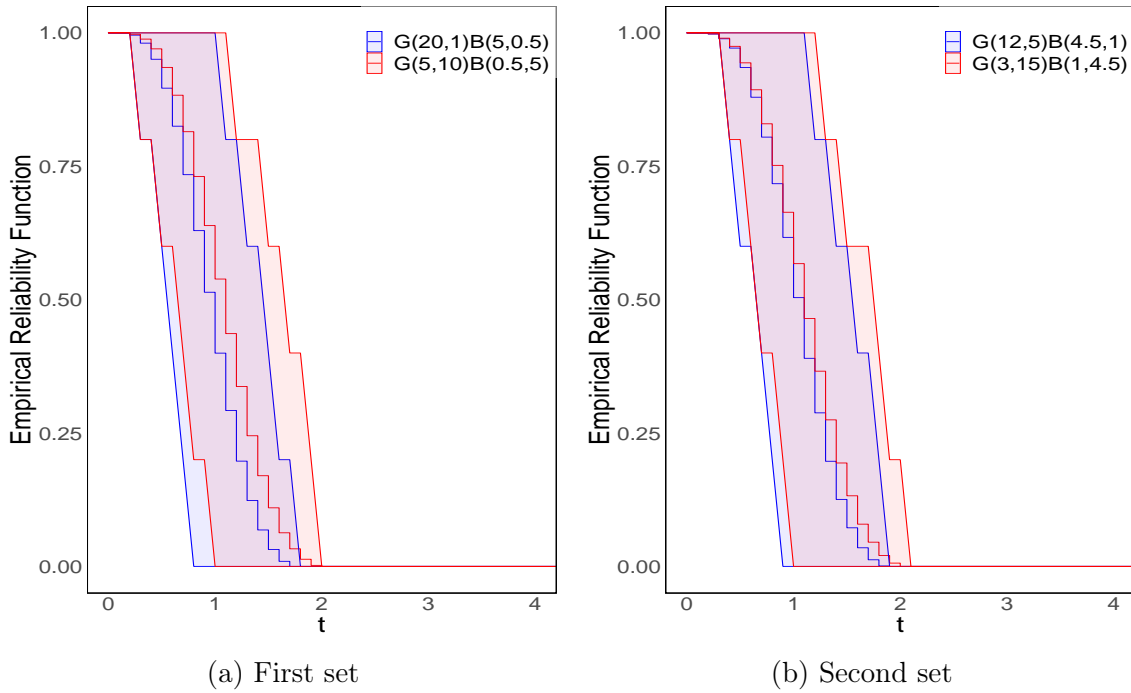 G(20,1)B(5,0.5)
G(5,10)B(0.5,5)
1.00
0.75
0.50
0.25
0.00
Empirical Reliability Function
0 1 2 3 4
t
(a) First set
G(12,5)B(4.5,1)
G(3,15)B(1,4.5)
1.00
0.75
0.50
0.25
0.00
Empirical Reliability Function
0 1 2 3 4
t
(b) Second set